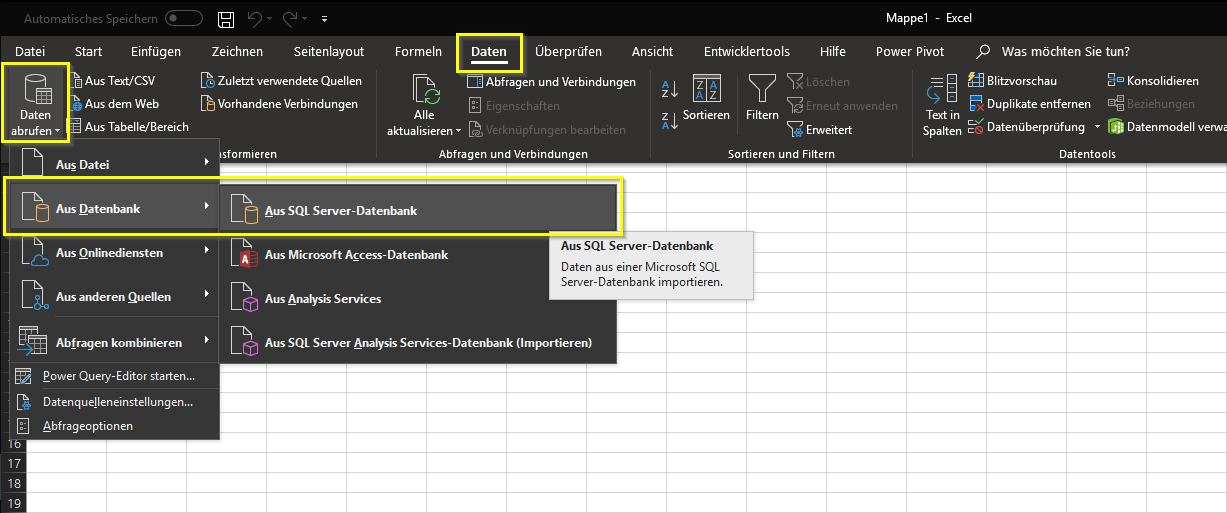 Automatisches Speichern
Mappe1 - Excel
Datei Start Einfügen Zeichnen Seitenlayout Formeln Daten Überprüfen Ansicht Entwicklertools Hilfe Power Pivot Was möchten Sie tun?
Daten abrufen
Aus Text/CSV
Aus dem Web
Aus Tabelle/Bereich
Zuletzt verwendete Quellen
Vorhandene Verbindungen
Alle aktualisieren
Abfragen und Verbindungen
Eigenschaften
Verknüpfungen bearbeiten
Abfragen und Verbindungen
A
Z
Z
A
Sortieren
Z A
A Z
Filtern
Löschen
Erneut anwenden
Erweitert
Sortieren und Filtern
Text in Spalten
Blitzvorschau
Duplikate entfernen
Datenüberprüfung
Konsolidieren
Beziehungen
Datenmodell verwa
Datentools
Aus Datei
Aus Datenbank
Aus Onlinediensten
Aus anderen Quellen
Abfragen kombinieren
Power Query-Editor starten...
Datenquelleneinstellungen...
Abfrageoptionen
Aus SQL Server-Datenbank
Aus Microsoft Access-Datenbank
Aus Analysis Services
Aus SQL Server Analysis Services-Datenbank (Importieren)
Aus SQL Server-Datenbank
Daten aus einer Microsoft SQL
Server-Datenbank importieren.
16
17
18
19